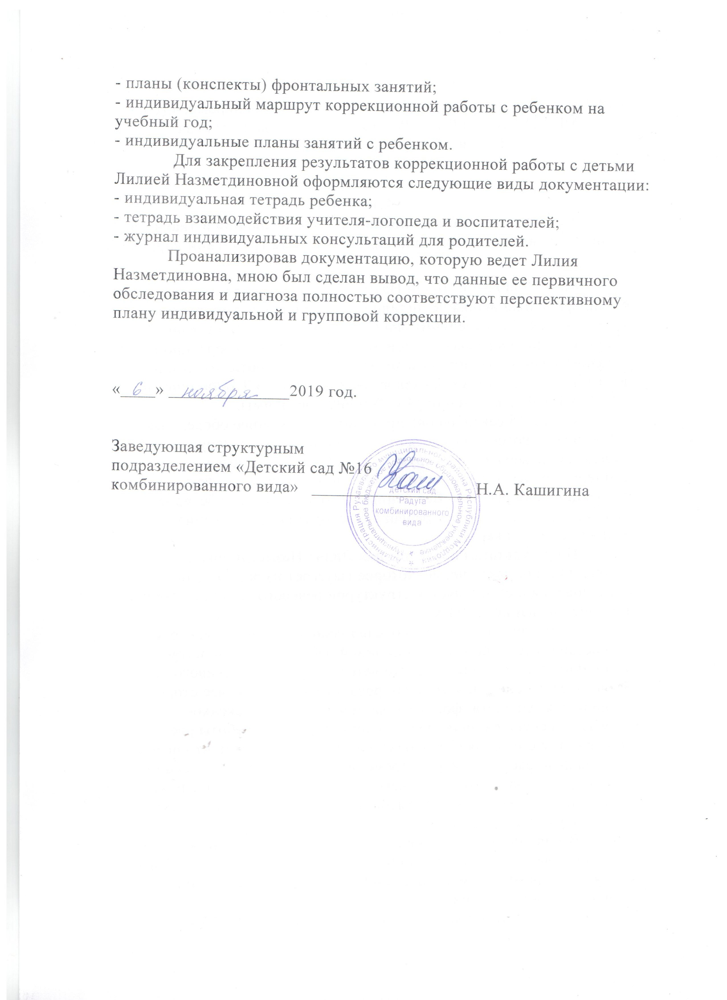 - планы (конспекты) фронтальных занятий;
- индивидуальный маршрут коррекционной работы с ребенком на
учебный год;
- индивидуальные планы занятий с ребенком.
Для закрепления результатов коррекционной работы с детьми
Лилией Назметдиновной оформляются следующие виды документации:
- индивидуальная тетрадь ребенка;
- тетрадь взаимодействия учителя-логопеда и воспитателей;
- журнал индивидуальных консультаций для родителей.
Проанализировав документацию, которую ведет Лилия
Назметдиновна, мною был сделан вывод, что данные ее первичного
обследования и диагноза полностью соответствуют перспективному
плану индивидуальной и групповой коррекции.
« 6 » ноября 2019 год.
Заведующая структурным
подразделением «Детский сад №16
комбинированного вида» Н.А. Кашигина
Администрация Рузаевского муниципального района Республики Мордовия
Муниципальное бюджетное дошкольное образовательное учреждение
детский сад
"Радуга"
комбинированного
вида